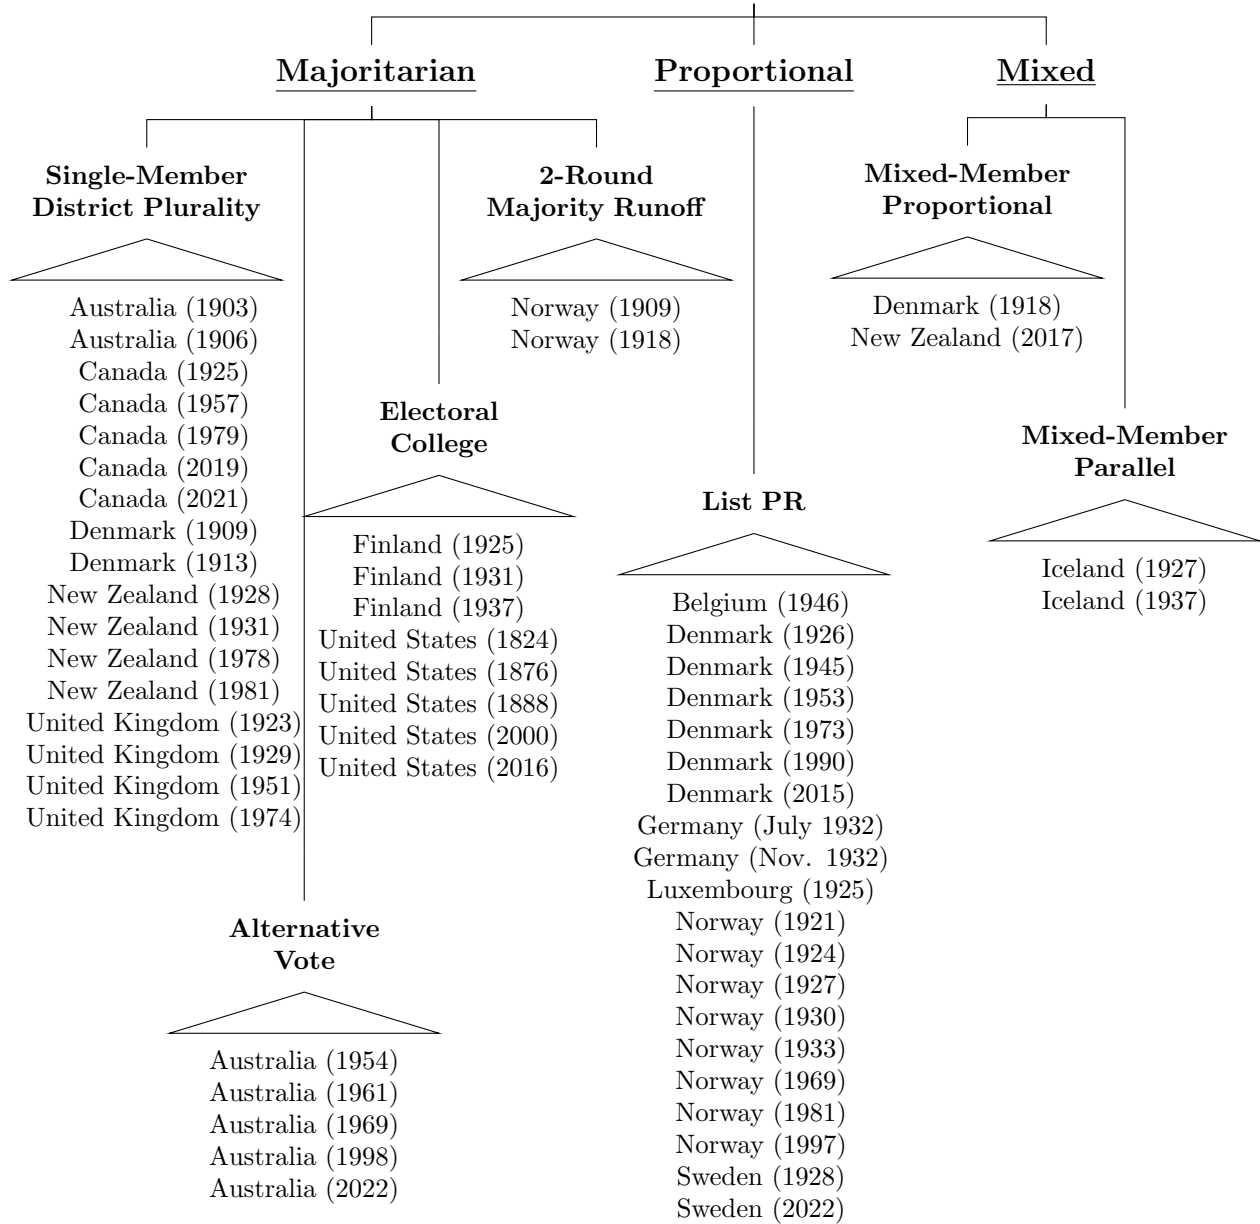 Majoritarian
Proportional
Mixed
Single-Member
District Plurality
Australia (1903)
Australia (1906)
Canada (1925)
Canada (1957)
Canada (1979)
Canada (2019)
Canada (2021)
Denmark (1909)
Denmark (1913)
New Zealand (1928)
New Zealand (1931)
New Zealand (1978)
New Zealand (1981)
United Kingdom (1923)
United Kingdom (1929)
United Kingdom (1951)
United Kingdom (1974)
Alternative
Vote
Australia (1954)
Australia (1961)
Australia (1969)
Australia (1998)
Australia (2022)
Electoral
College
Finland (1925)
Finland (1931)
Finland (1937)
United States (1824)
United States (1876)
United States (1888)
United States (2000)
United States (2016)
2-Round
Majority Runoff
Norway (1909)
Norway (1918)
List PR
Belgium (1946)
Denmark (1926)
Denmark (1945)
Denmark (1953)
Denmark (1973)
Denmark (1990)
Denmark (2015)
Germany (July 1932)
Germany (Nov. 1932)
Luxembourg (1925)
Norway (1921)
Norway (1924)
Norway (1927)
Norway (1930)
Norway (1933)
Norway (1969)
Norway (1981)
Norway (1997)
Sweden (1928)
Sweden (2022)
Mixed-Member
Proportional
Denmark (1918)
New Zealand (2017)
Mixed-Member
Parallel
Iceland (1927)
Iceland (1937)